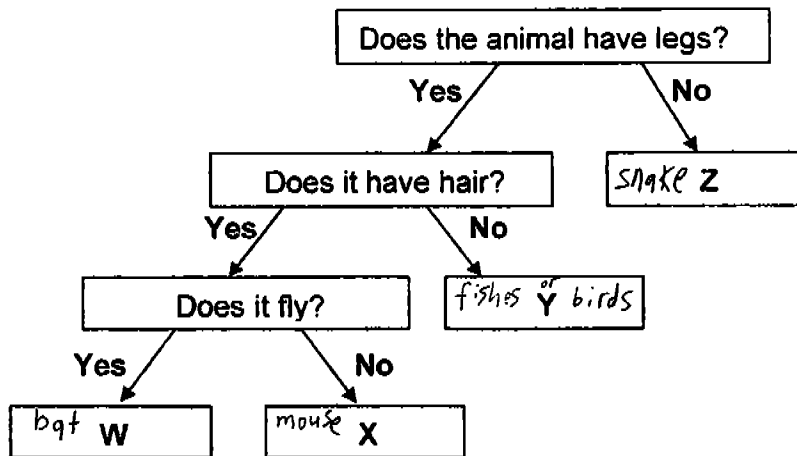 Does the animal have legs?
Yes
No
Does it have hair?
snake Z
Yes
No
Does it fly?
fishes or Y birds
Yes
No
bat W
mouse X